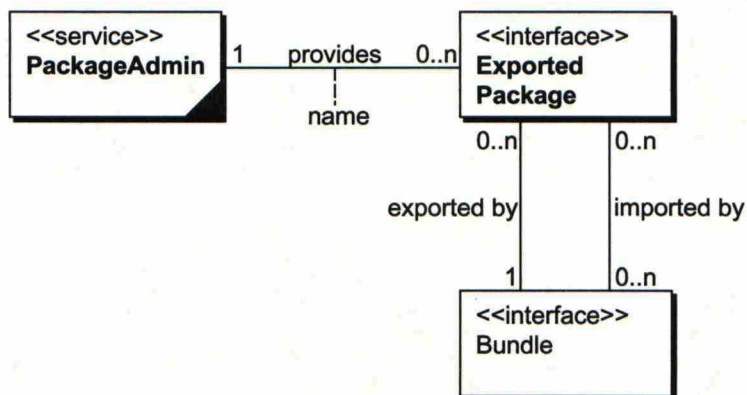 <<service>>
PackageAdmin
1
provides
0..n
name
<<interface>>
Exported
Package
0..n
0..n
exported by
imported by
1
0..n
<<interface>>
Bundle